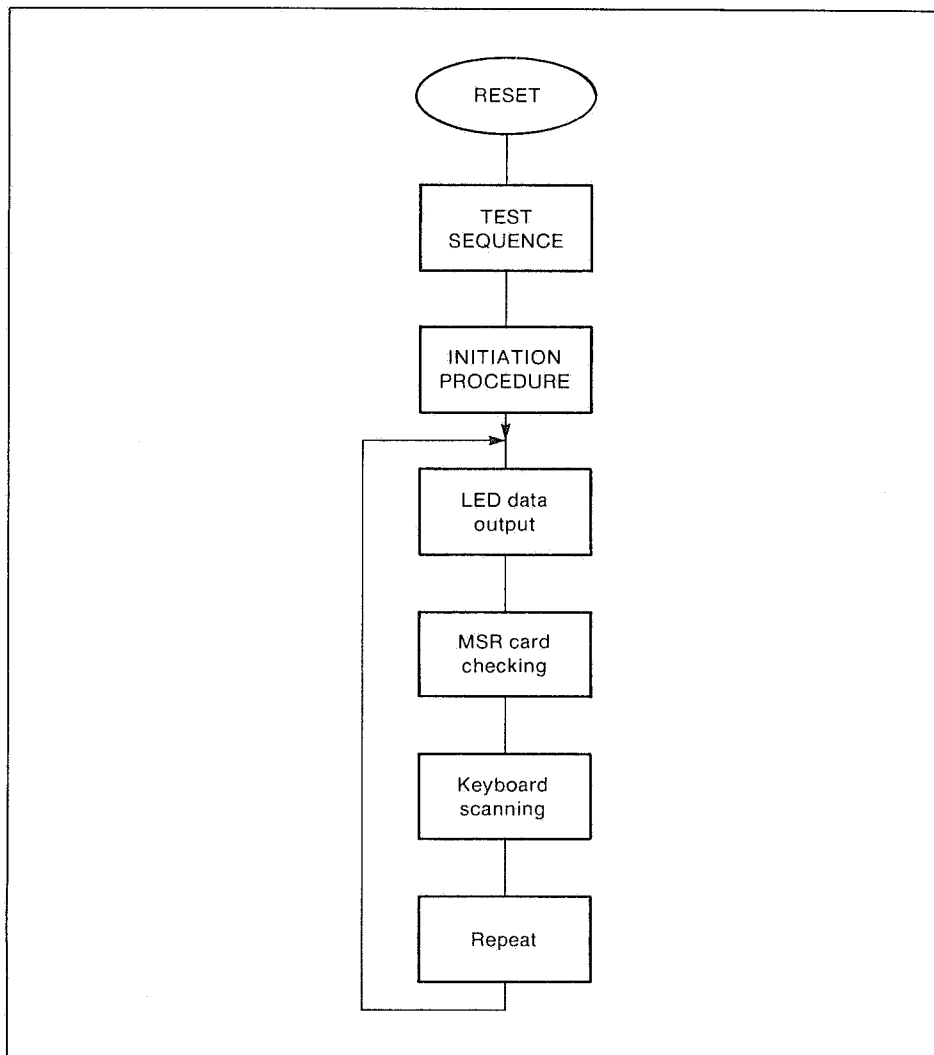 RESET
TEST
SEQUENCE
INITIATION
PROCEDURE
LED data
output
MSR card
checking
Keyboard
scanning
Repeat